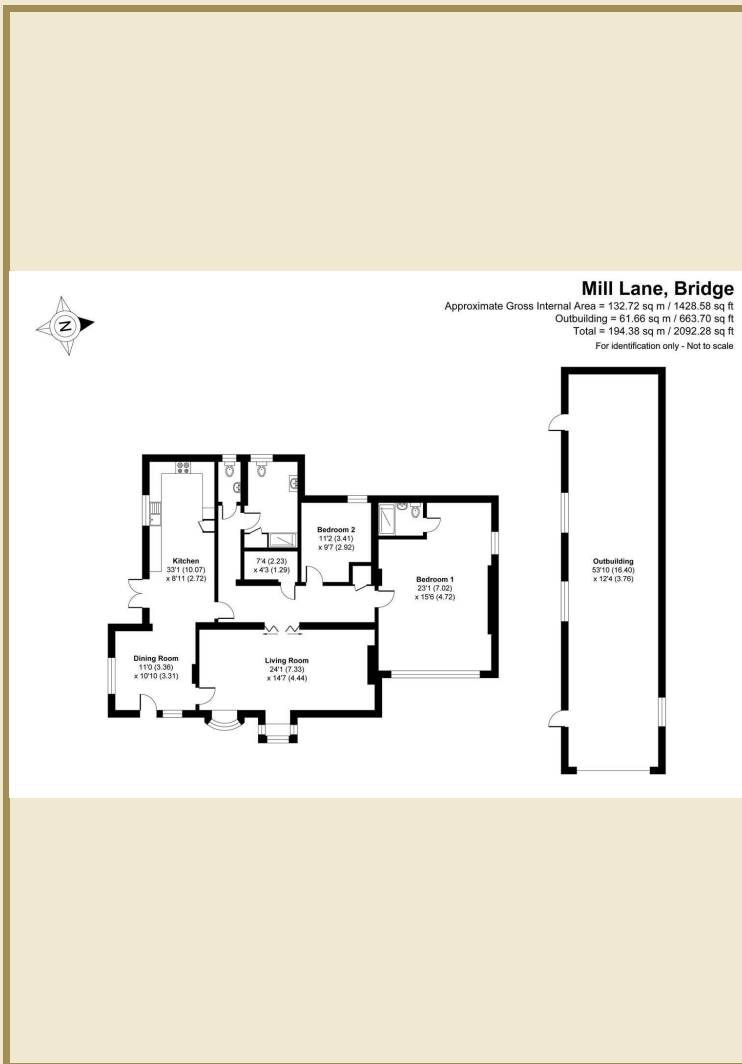 Mill Lane, Bridge
Approximate Gross Internal Area = 132.72 sq m / 1428.58 sq ft
Outbuilding = 61.66 sq m / 663.70 sq ft
Total = 194.38 sq m / 2092.28 sq ft
For identification only - Not to scale
N
Bedroom 2
11'2 (3.41)
x 9'7 (2.92)
Kitchen
33'1 (10.07)
x 8'11 (2.72)
7'4 (2.23)
x 4'3 (1.29)
Bedroom 1
23'1 (7.02)
x 15'6 (4.72)
Outbuilding
53'10 (16.40)
x 12'4 (3.76)
Dining Room
11'0 (3.36)
x 10'10 (3.31)
Living Room
24'1 (7.33)
x 14'7 (4.44)